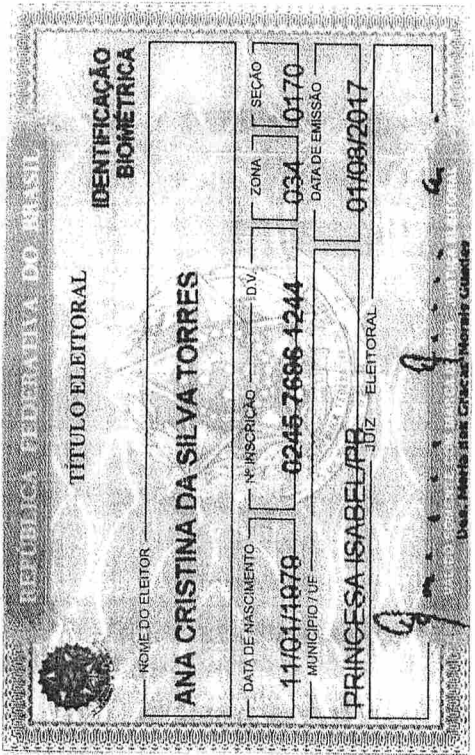 REPÚBLICA FEDERATIVA DO BRASIL
TÍTULO ELEITORAL
IDENTIFICAÇÃO
BIOMÉTRICA
NOME DO ELEITOR
ANA CRISTINA DA SILVA TORRES
DATA DE NASCIMENTO Nº INSCRIÇÃO D.V. ZONA SEÇÃO
11/01/1979 0245 7686 1244 034 0170
MUNICÍPIO / UF DATA DE EMISSÃO
PRINCESA ISABEL/PB 01/08/2017
JUIZ ELEITORAL